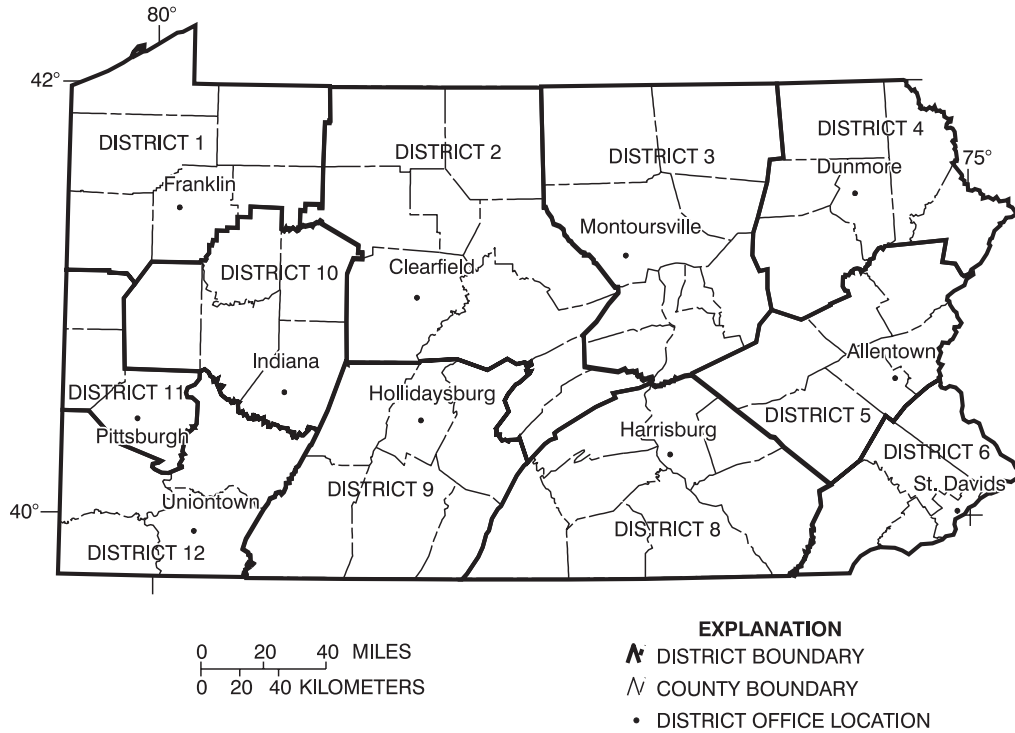 80°
42°
DISTRICT 1
DISTRICT 2
DISTRICT 3
DISTRICT 4
75°
Franklin
Dunmore
Montoursville
DISTRICT 10
Clearfield
Indiana
Allentown
DISTRICT 11
Hollidaysburg
DISTRICT 5
Pittsburgh
Harrisburg
DISTRICT 6
St. Davids
DISTRICT 9
Uniontown
40°
DISTRICT 8
DISTRICT 12
EXPLANATION
0 20 40 MILES
0 20 40 KILOMETERS
DISTRICT BOUNDARY
COUNTY BOUNDARY
DISTRICT OFFICE LOCATION